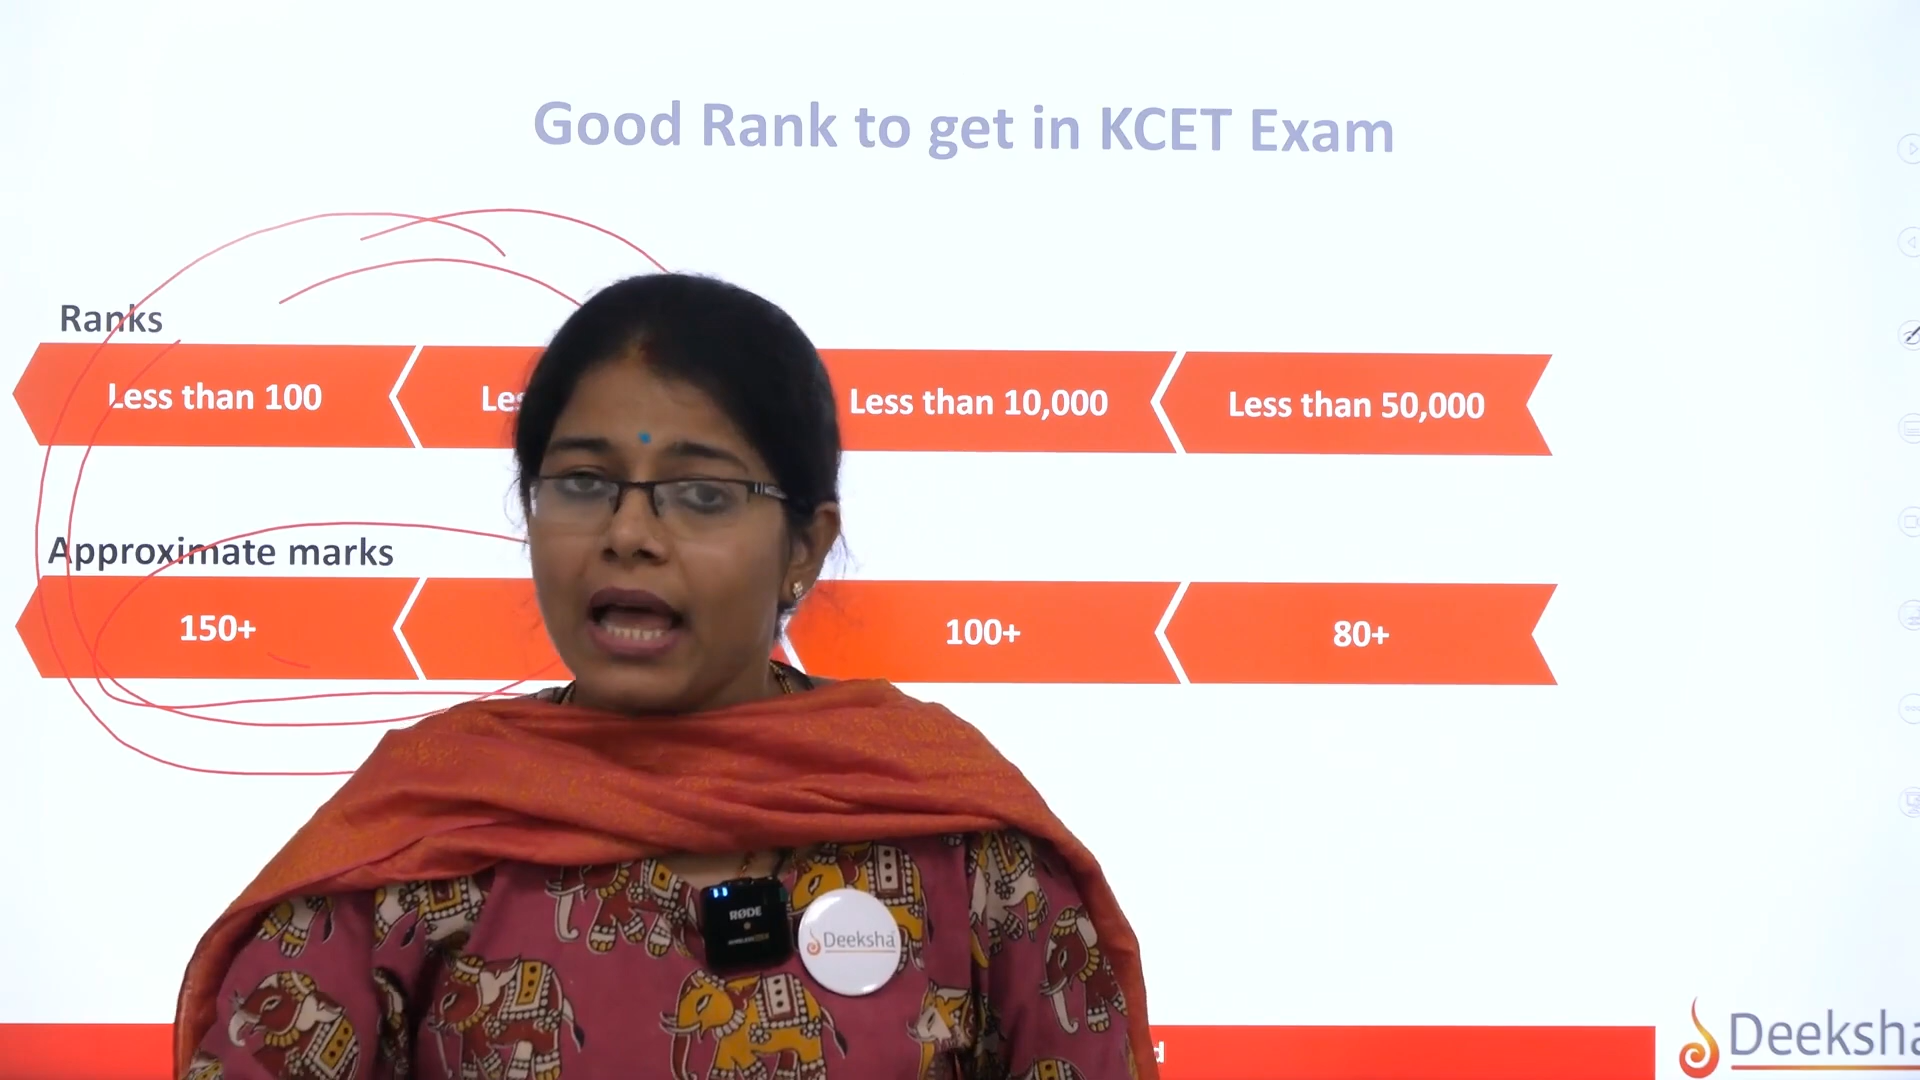 Good Rank to get in KCET Exam
Ranks
Less than 100
Less than 10,000
Less than 50,000
Approximate marks
150+
100+
80+
RØDE
Deeksha
Deeksha